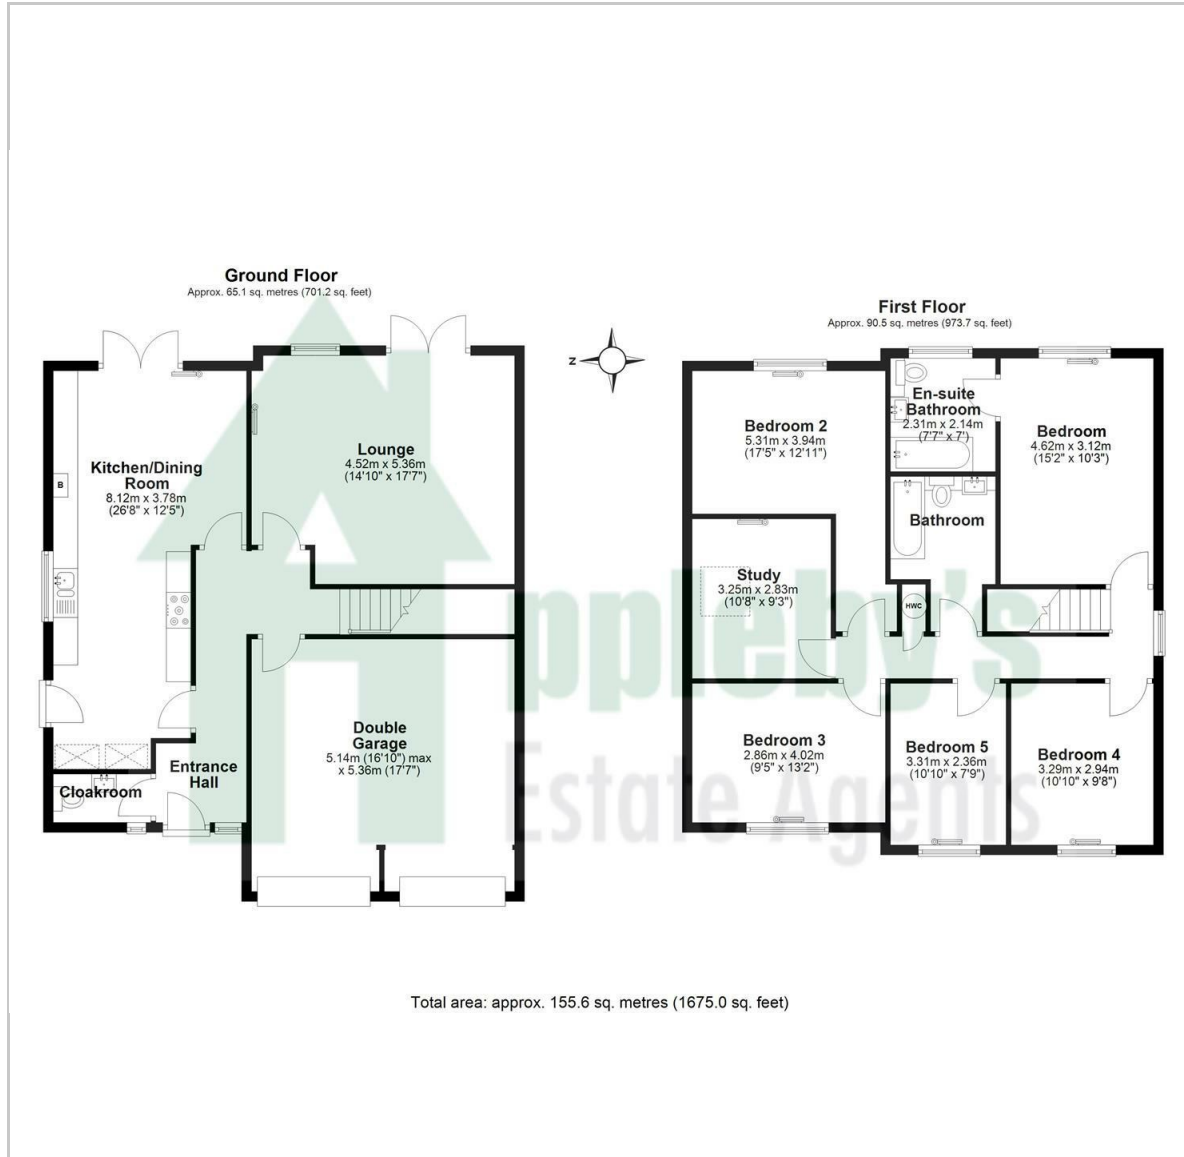 Ground Floor
Approx. 65.1 sq. metres (701.2 sq. feet)
Kitchen/Dining
Room
8.12m x 3.78m
(26'8" x 12'5")
B
Lounge
4.52m x 5.36m
(14'10" x 17'7")
Double
Garage
5.14m (16'10") max
x 5.36m (17'7")
Entrance
Hall
Cloakroom
N
First Floor
Approx. 90.5 sq. metres (973.7 sq. feet)
Bedroom 2
5.31m x 3.94m
(17'5" x 12'11")
En-suite
Bathroom
2.31m x 2.14m
(7'7" x 7')
Bedroom
4.62m x 3.12m
(15'2" x 10'3")
Bathroom
Study
3.25m x 2.83m
(10'8" x 9'3")
HWC
Bedroom 3
2.86m x 4.02m
(9'5" x 13'2")
Bedroom 5
3.31m x 2.36m
(10'10" x 7'9")
Bedroom 4
3.29m x 2.94m
(10'10" x 9'8")
Appleby's
Estate Agents
Total area: approx. 155.6 sq. metres (1675.0 sq. feet)